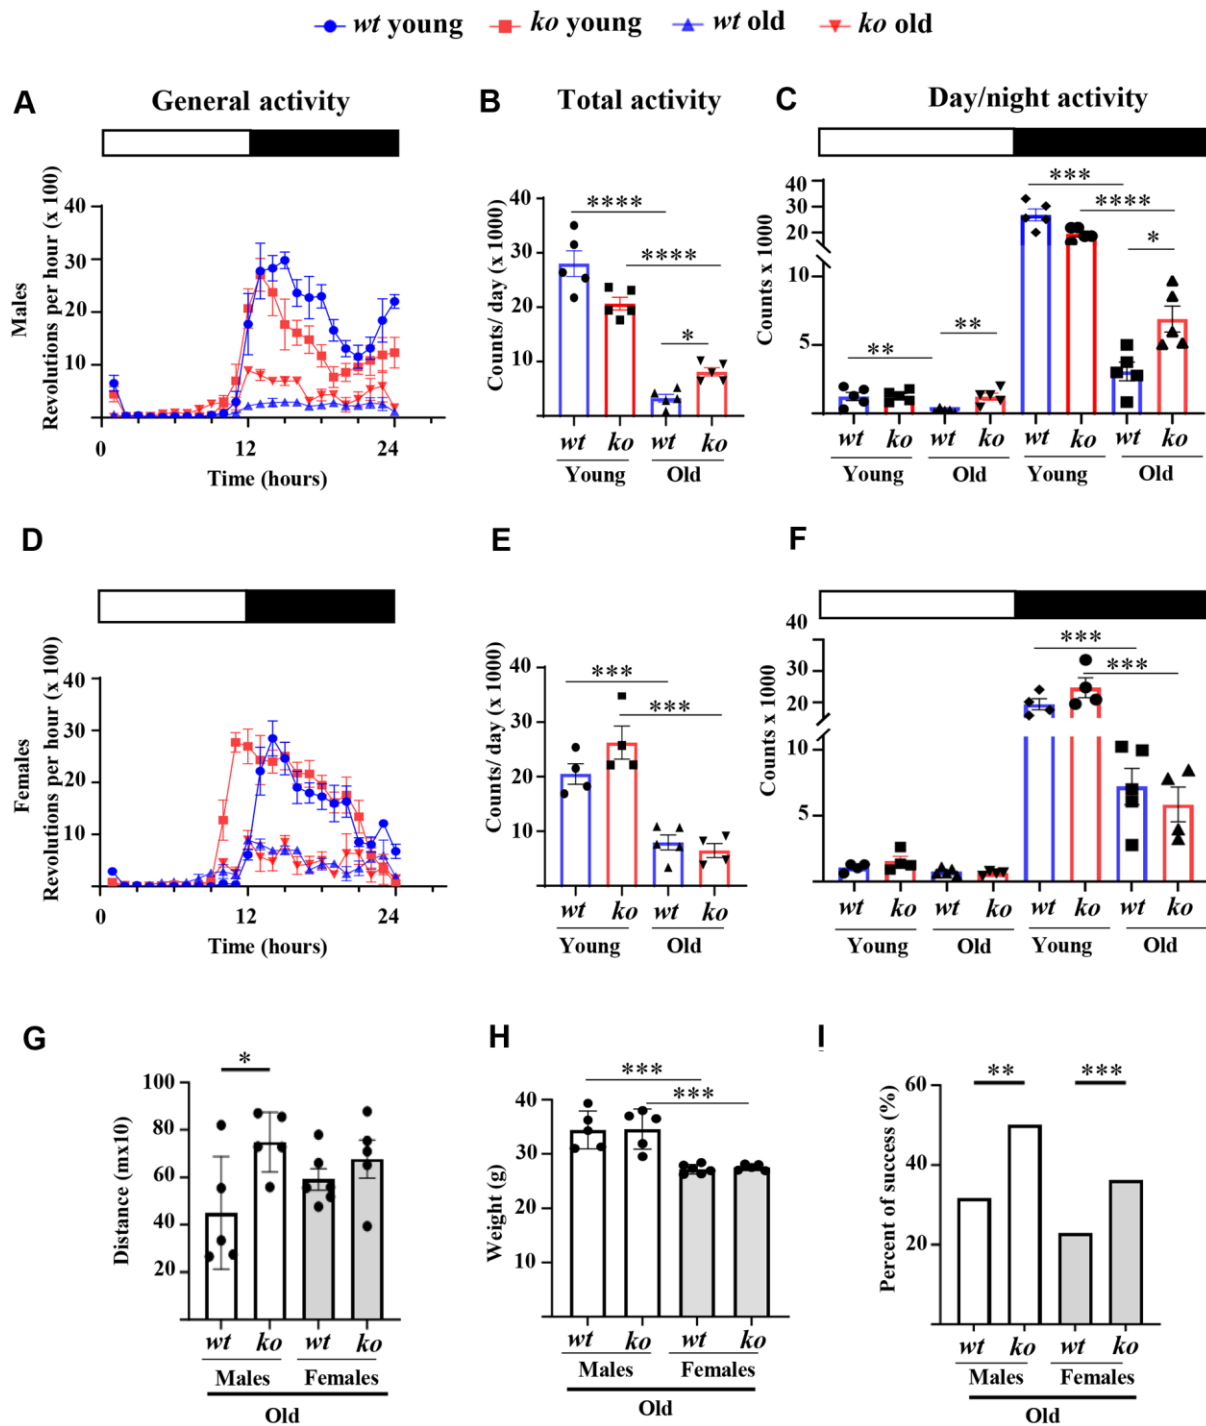 wt young ko young wt old ko old
A General activity
B Total activity
C Day/night activity
Males
Revolutions per hour (x 100)
40
30
20
10
0 12 24
Time (hours)
Counts/ day (x 1000)
40
30
20
10
****
****
*
wt ko wt ko
Young Old
Counts x 1000
40
30
20
10
5
***
****
*
**
**
wt ko wt ko wt ko wt ko
Young Old Young Old
D
E
F
Females
Revolutions per hour (x 100)
40
30
20
10
0 12 24
Time (hours)
Counts/ day (x 1000)
40
30
20
10
***
***
wt ko wt ko
Young Old
Counts x 1000
40
30
20
10
5
***
***
wt ko wt ko wt ko wt ko
Young Old Young Old
G
Distance (mx10)
100
80
60
40
20
*
wt ko wt ko
Males Females
Old
H
Weight (g)
40
30
20
10
***
***
wt ko wt ko
Males Females
Old
I
Percent of success (%)
60
40
20
**
***
wt ko wt ko
Males Females
Old